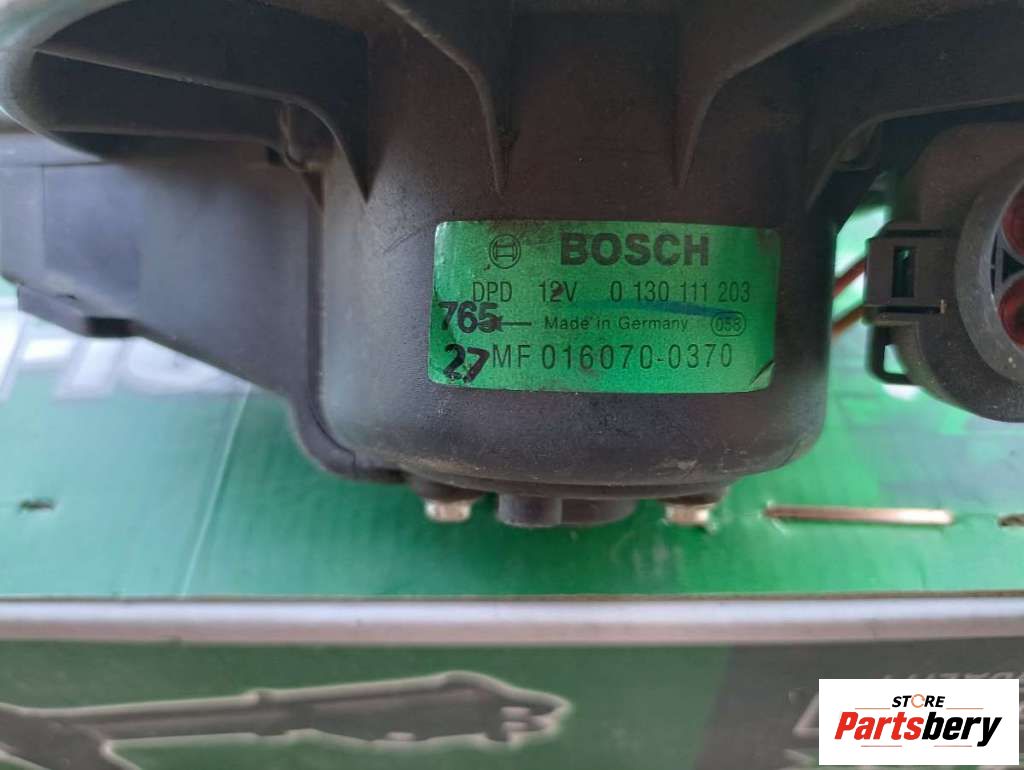 BOSCH
DPD 12V 0 130 111 203
765 Made in Germany 038
27 MF 016070-0370
STORE
Partsbery